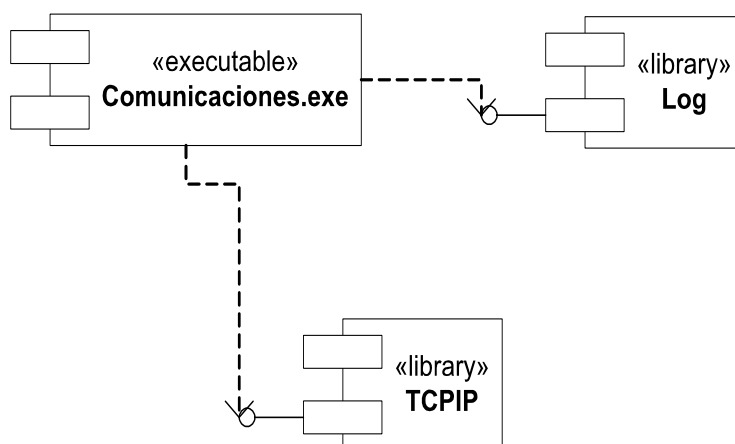 «executable»
Comunicaciones.exe
«library»
Log
«library»
TCPIP